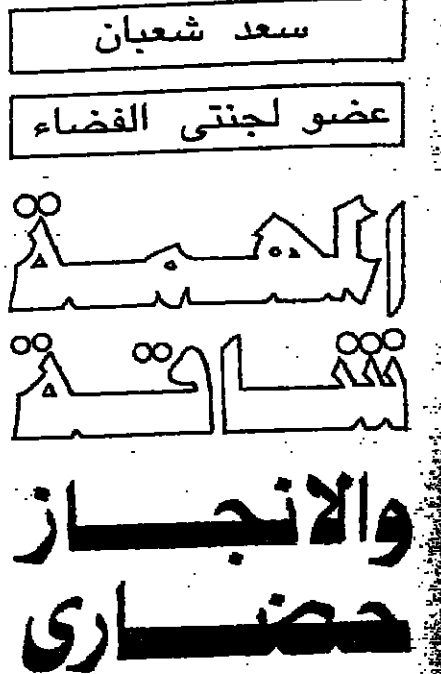 سعد شعبان
عضو لجنتى الفضاء
المهمة
شاقة
والانجاز
حضارى